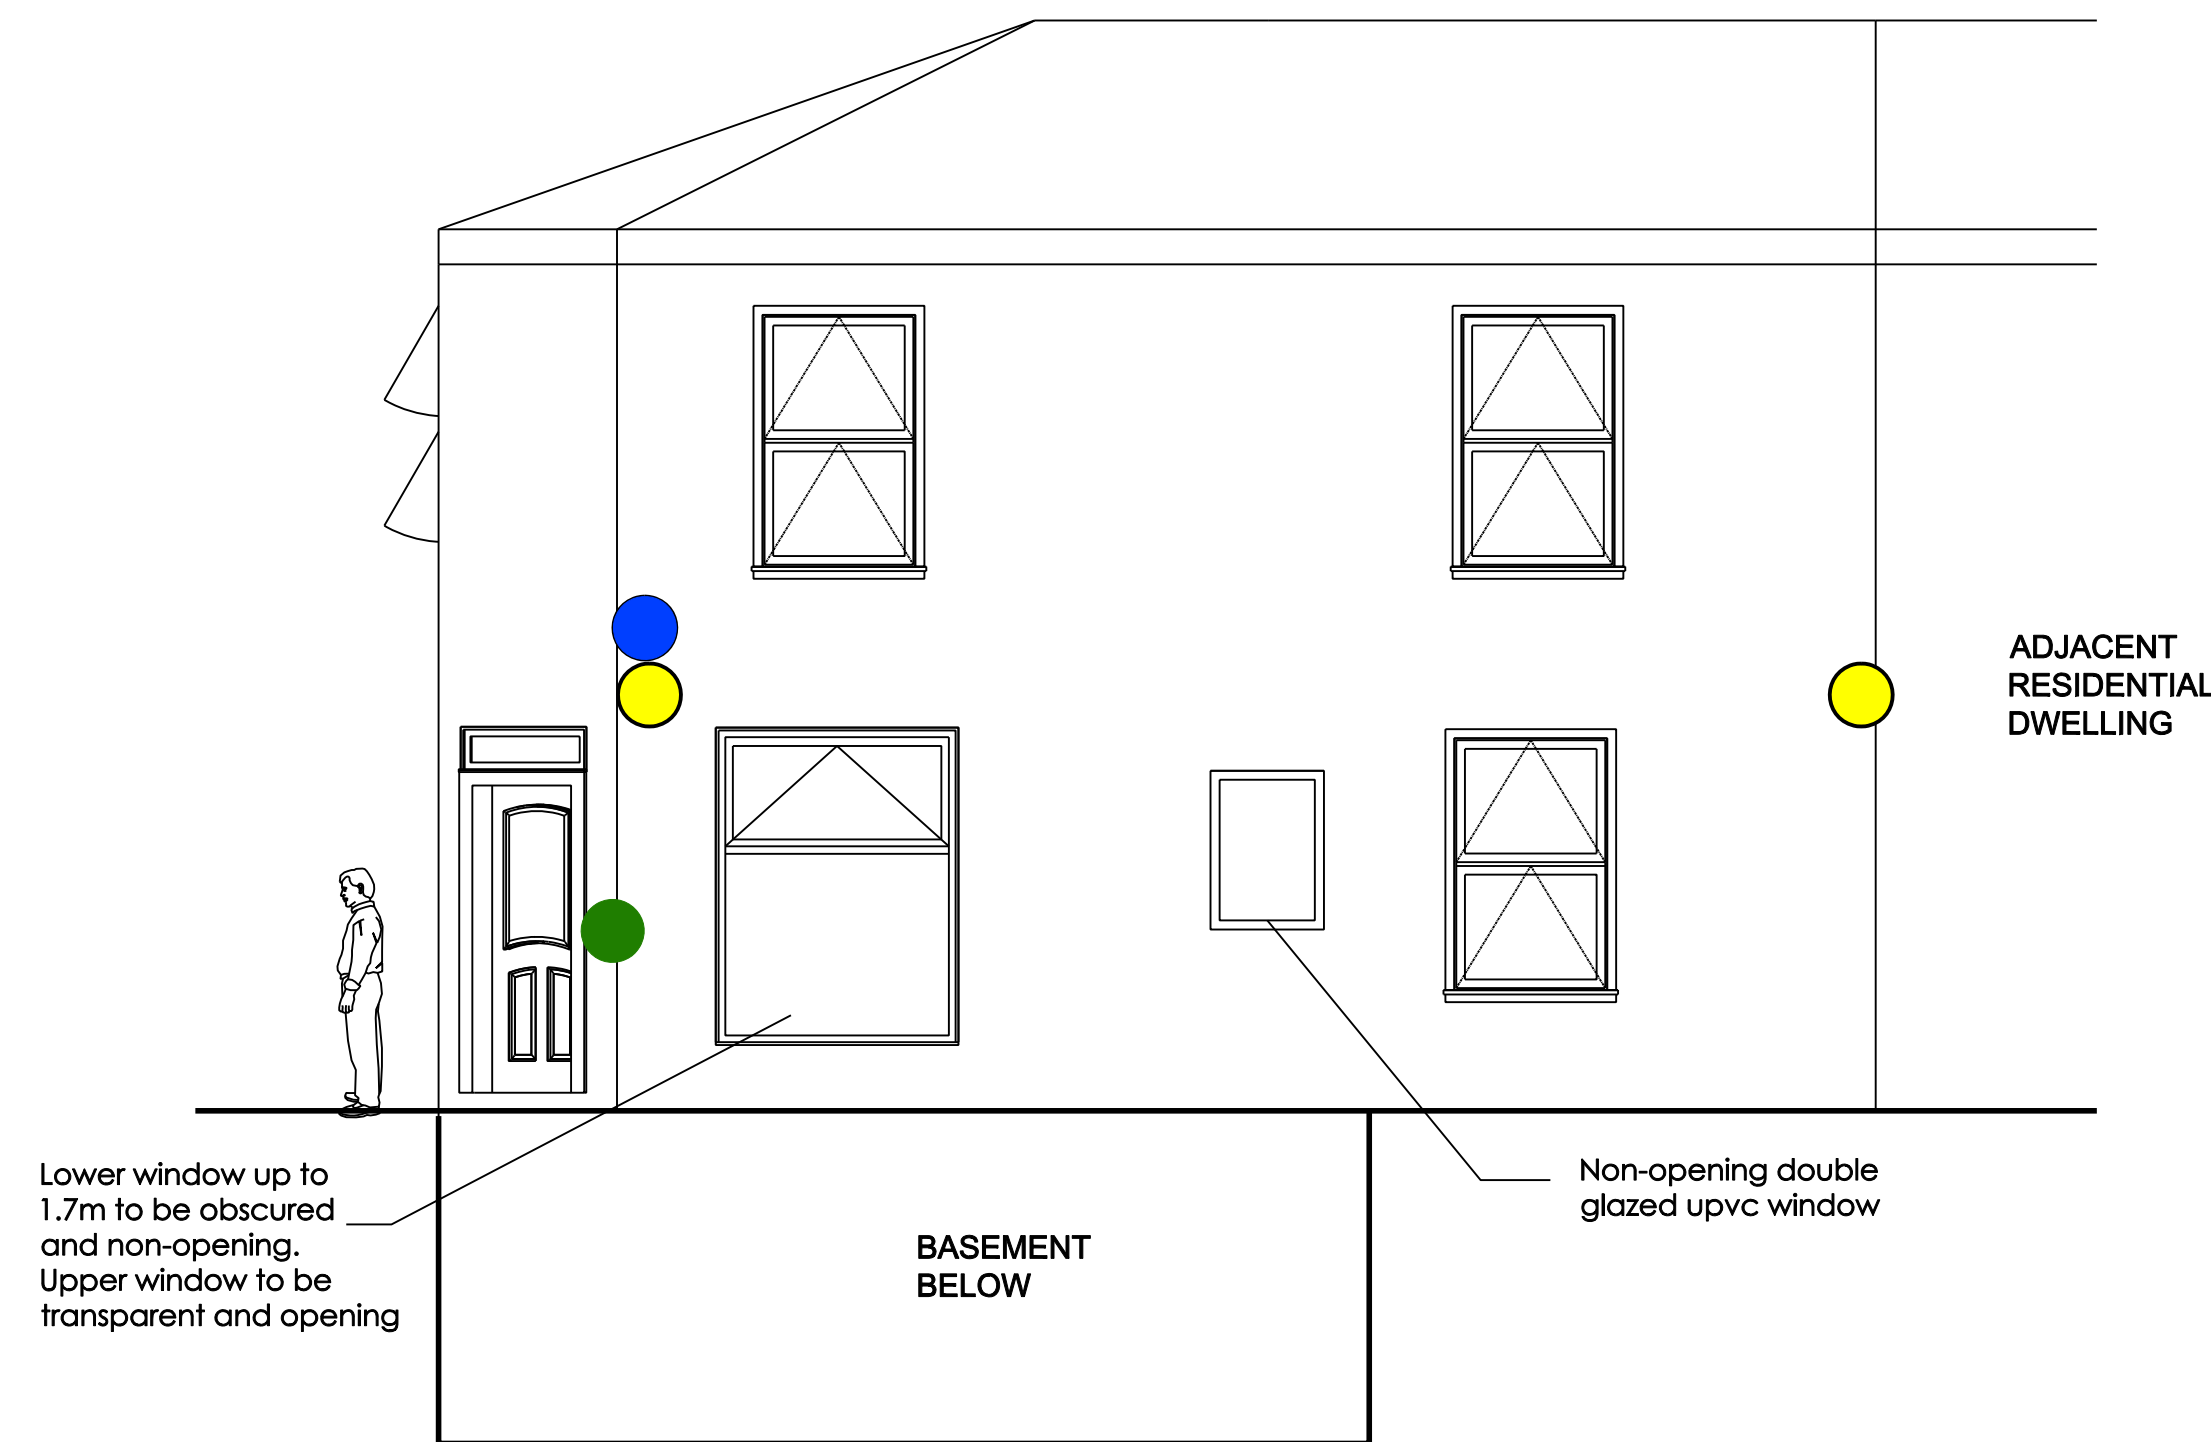 ADJACENT
RESIDENTIAL
DWELLING
Lower window up to
1.7m to be obscured
and non-opening.
Upper window to be
transparent and opening
Non-opening double
glazed upvc window
BASEMENT
BELOW